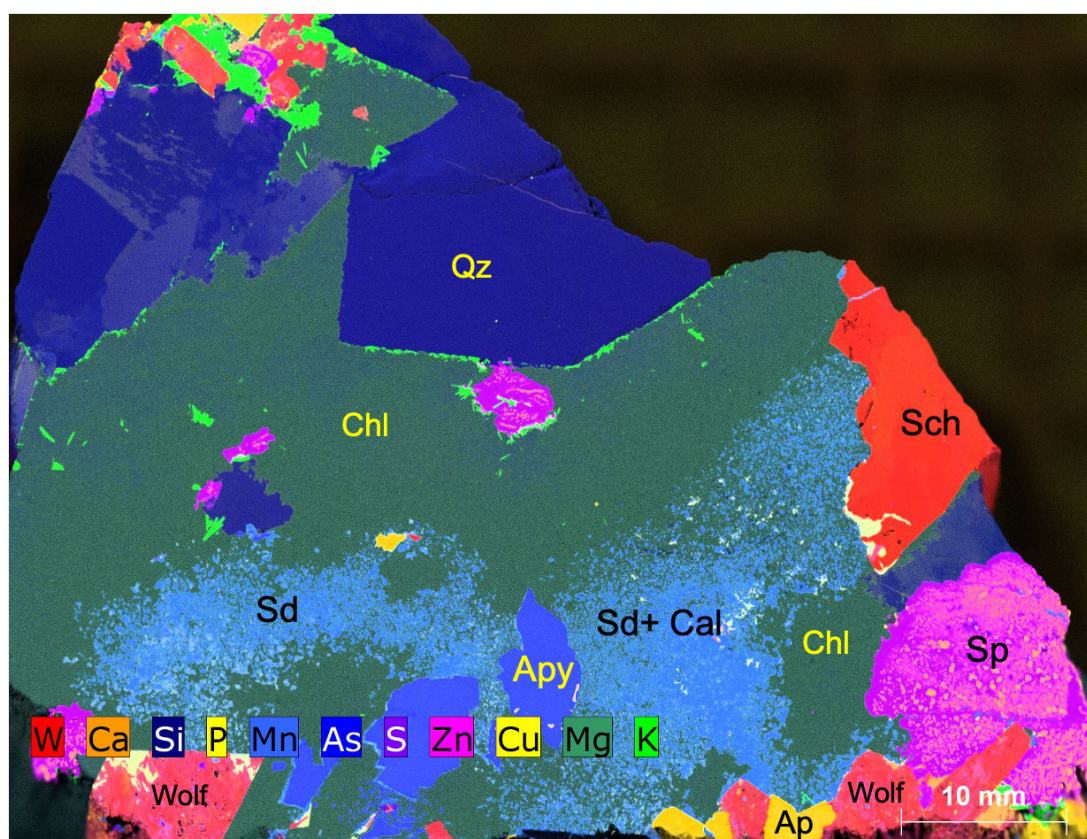 Qz
Chl
Sch
Sd
Sd+ Cal
Chl
Apy
Sp
W Ca Si P Mn As S Zn Cu Mg K
Wolf
Wolf
10 mm
Ap